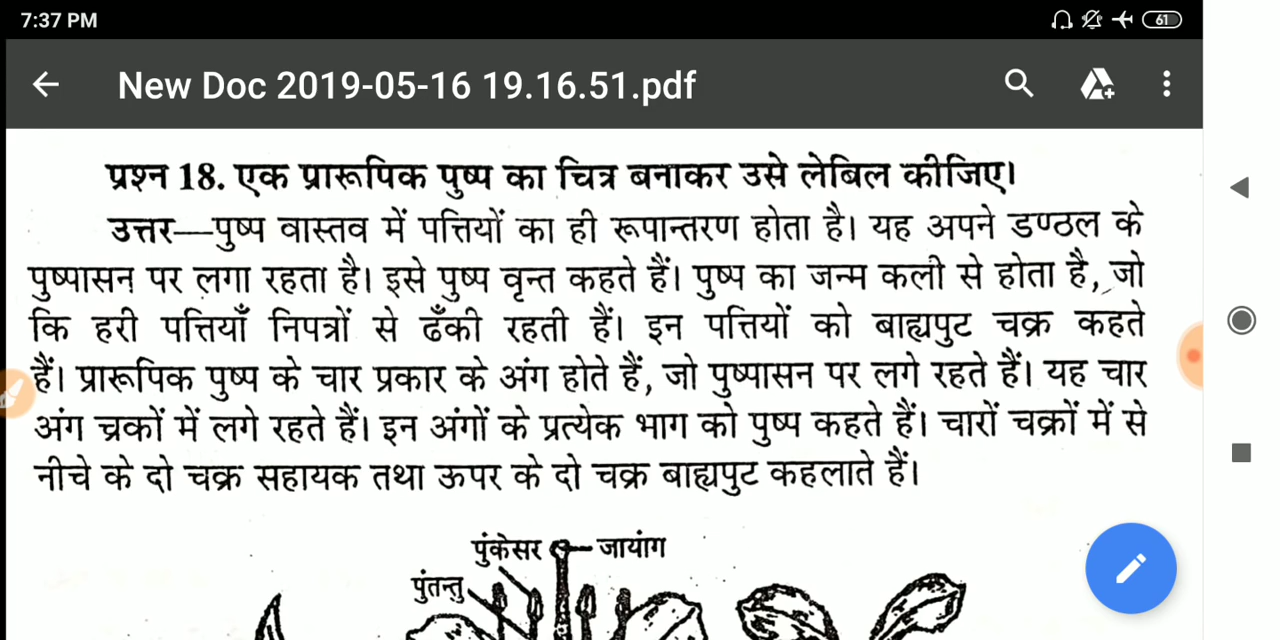 7:37 PM
61
New Doc 2019-05-16 19.16.51.pdf
प्रश्न 18. एक प्रारूपिक पुष्प का चित्र बनाकर उसे लेबिल कीजिए।
उत्तर—पुष्प वास्तव में पत्तियों का ही रूपान्तरण होता है। यह अपने डण्ठल के
पुष्पासन पर लगा रहता है। इसे पुष्प वृन्त कहते हैं। पुष्प का जन्म कली से होता है, जो
कि हरी पत्तियाँ निपत्रों से ढँकी रहती हैं। इन पत्तियों को बाह्यपुट चक्र कहते
हैं। प्रारूपिक पुष्प के चार प्रकार के अंग होते हैं, जो पुष्पासन पर लगे रहते हैं। यह चार
अंग च्रकों में लगे रहते हैं। इन अंगों के प्रत्येक भाग को पुष्प कहते हैं। चारों चक्रों में से
नीचे के दो चक्र सहायक तथा ऊपर के दो चक्र बाह्यपुट कहलाते हैं।
पुंकेसर जायांग
पुंतन्तु